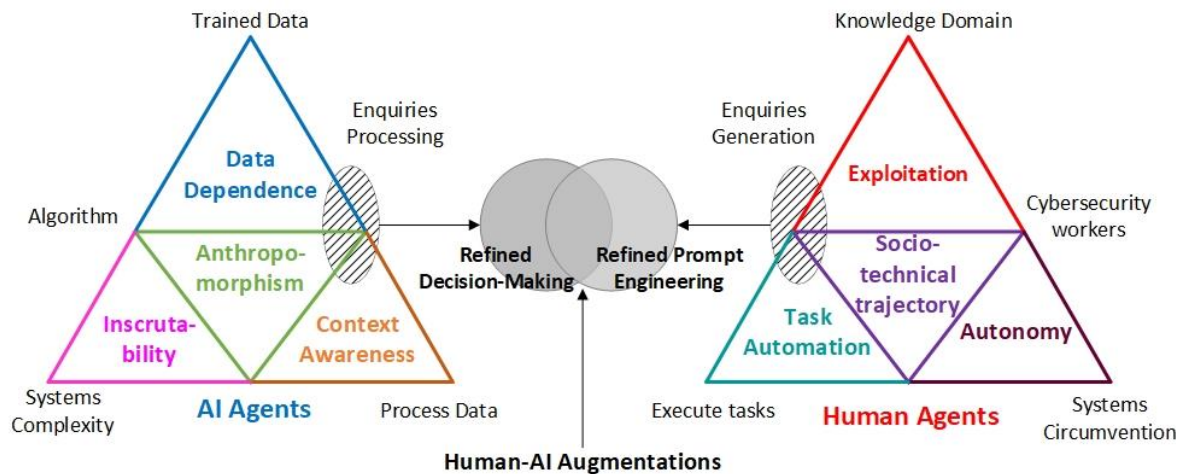 Trained Data
Knowledge Domain
Enquiries
Processing
Enquiries
Generation
Data
Dependence
Exploitation
Algorithm
Cybersecurity
workers
Anthropo-
morphism
Refined
Decision-Making
Refined Prompt
Engineering
Socio-
technical
trajectory
Inscruta-
bility
Context
Awareness
Task
Automation
Autonomy
Systems
Complexity
AI Agents
Process Data
Execute tasks
Human Agents
Systems
Circumvention
Human-AI Augmentations